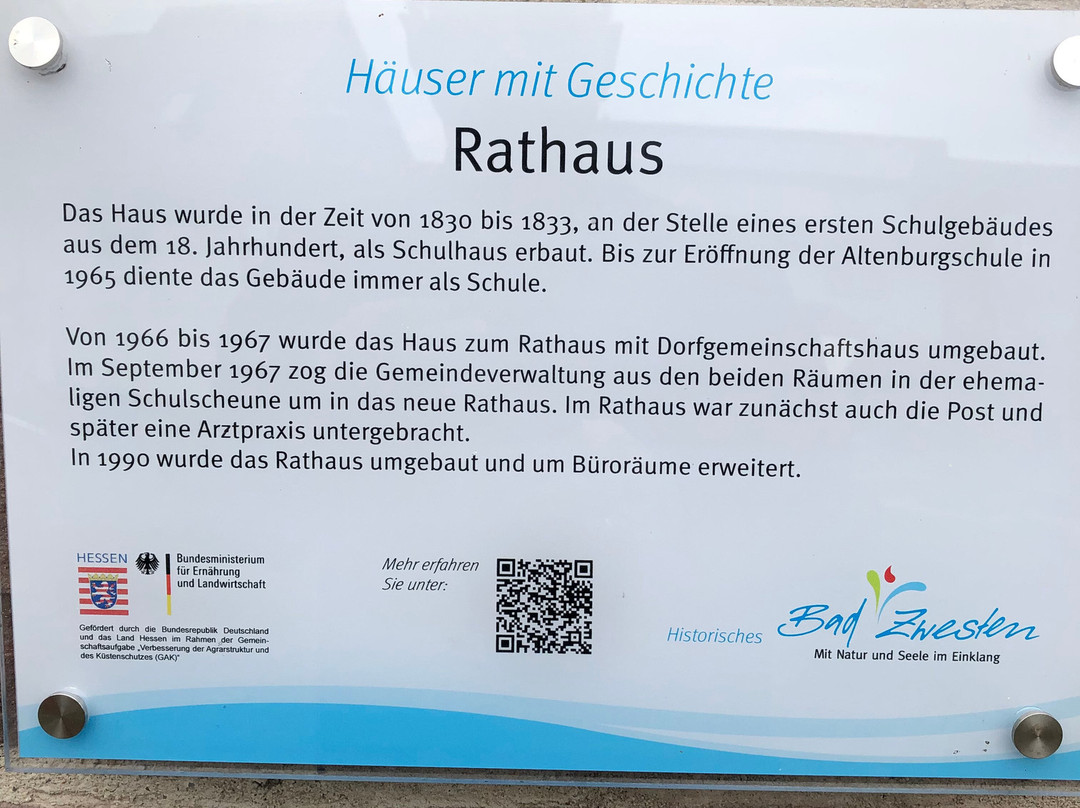 Häuser mit Geschichte
Rathaus
Das Haus wurde in der Zeit von 1830 bis 1833, an der Stelle eines ersten Schulgebäudes
aus dem 18. Jahrhundert, als Schulhaus erbaut. Bis zur Eröffnung der Altenburgschule in
1965 diente das Gebäude immer als Schule.
Von 1966 bis 1967 wurde das Haus zum Rathaus mit Dorfgemeinschaftshaus umgebaut.
Im September 1967 zog die Gemeindeverwaltung aus den beiden Räumen in der ehema-
ligen Schulscheune um in das neue Rathaus. Im Rathaus war zunächst auch die Post und
später eine Arztpraxis untergebracht.
In 1990 wurde das Rathaus umgebaut und um Büroräume erweitert.
HESSEN
Bundesministerium
für Ernährung
und Landwirtschaft
Gefördert durch die Bundesrepublik Deutschland
und das Land Hessen im Rahmen der Gemein-
schaftsaufgabe „Verbesserung der Agrarstruktur und
des Küstenschutzes (GAK)"
Mehr erfahren
Sie unter:
Historisches Bad Zwesten
Mit Natur und Seele im Einklang